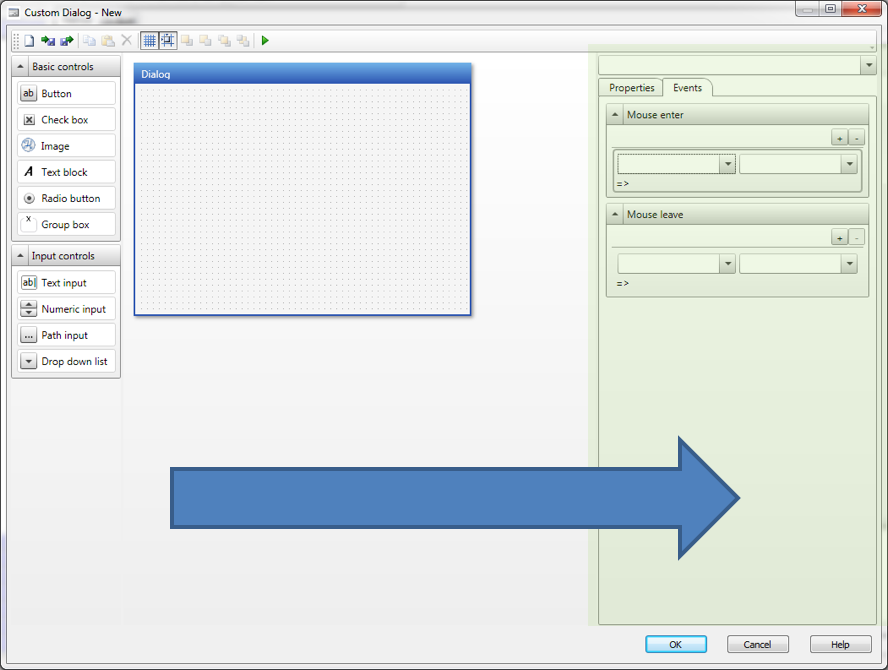 Custom Dialog - New
Basic controls
ab Button
Check box
Image
A Text block
Radio button
x Group box
Input controls
ab| Text input
Numeric input
... Path input
Drop down list
Dialog
Properties Events
Mouse enter
+ -
=>
Mouse leave
+ -
=>
OK Cancel Help